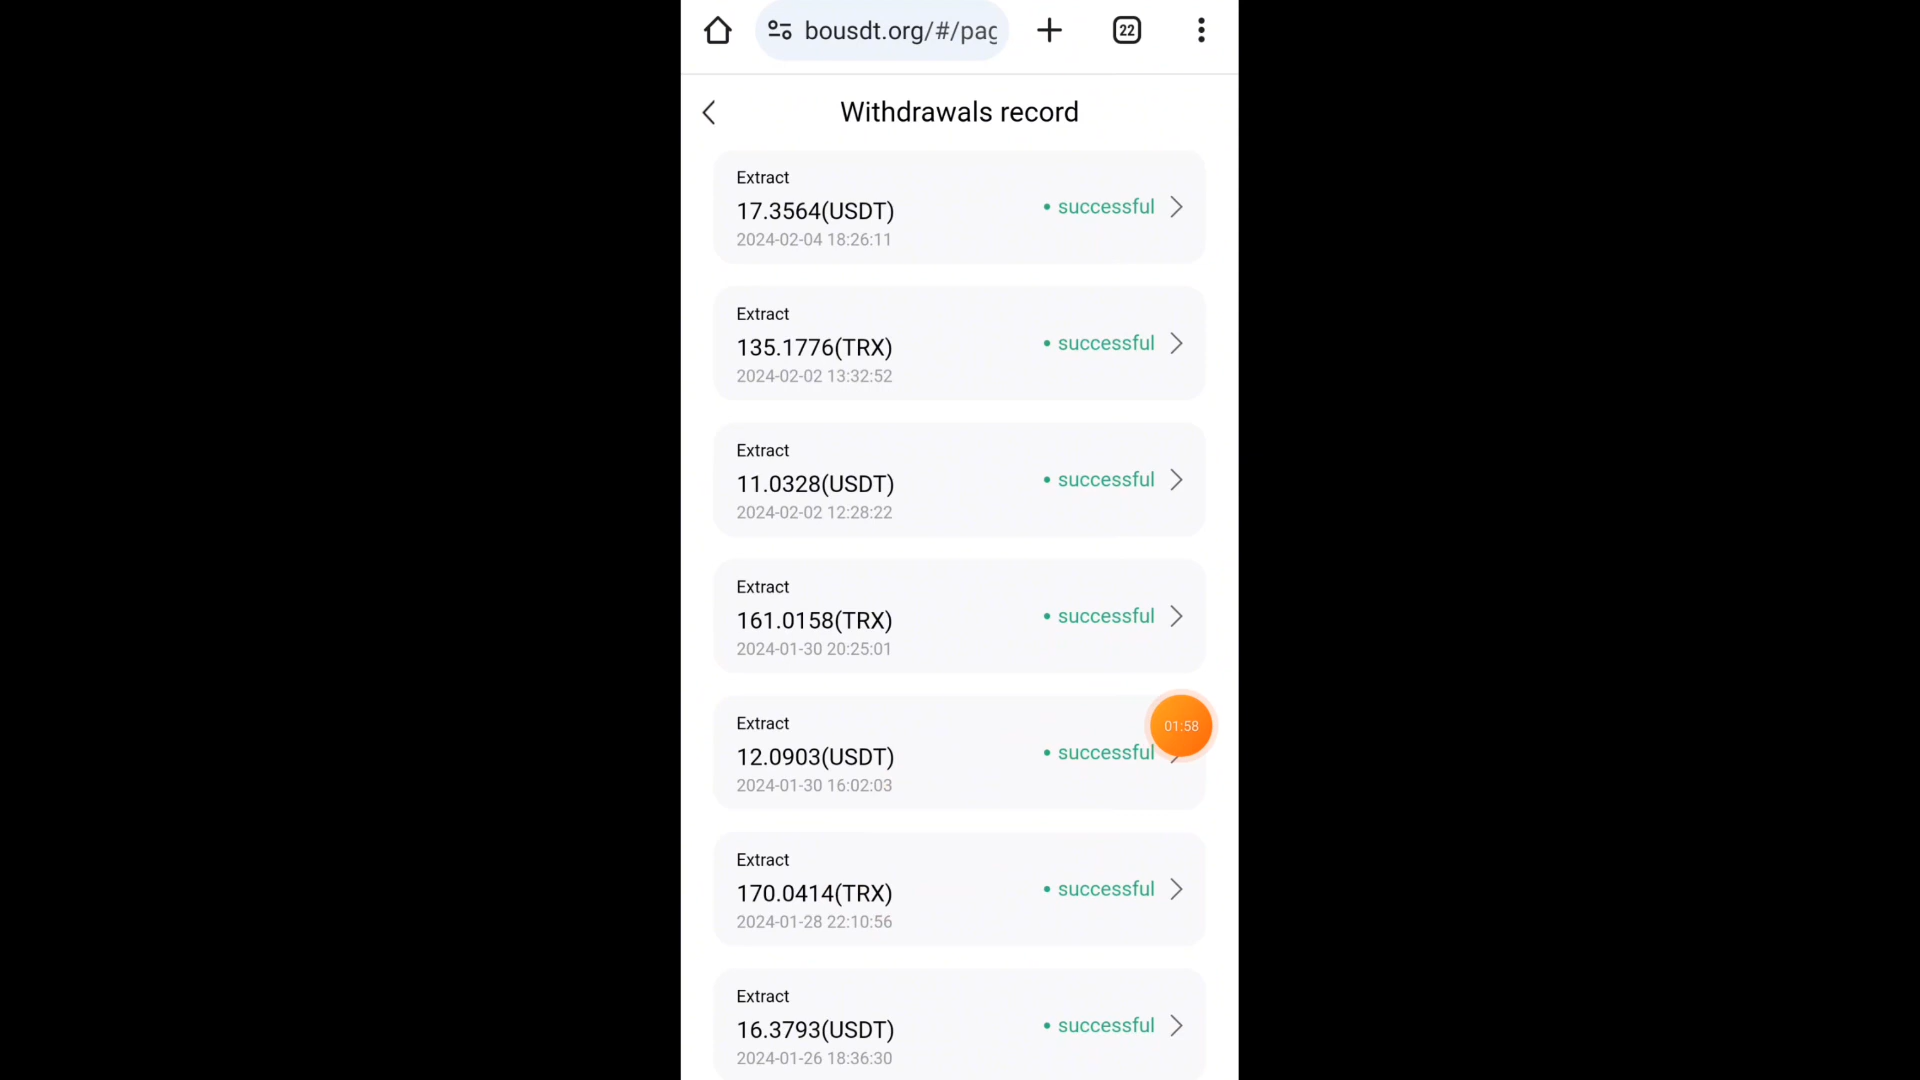 bousdt.org/#/pag
22
Withdrawals record
Extract
17.3564(USDT)
2024-02-04 18:26:11
• successful
Extract
135.1776(TRX)
2024-02-02 13:32:52
• successful
Extract
11.0328(USDT)
2024-02-02 12:28:22
• successful
Extract
161.0158(TRX)
2024-01-30 20:25:01
• successful
Extract
12.0903(USDT)
2024-01-30 16:02:03
• successful
01:58
Extract
170.0414(TRX)
2024-01-28 22:10:56
• successful
Extract
16.3793(USDT)
2024-01-26 18:36:30
• successful